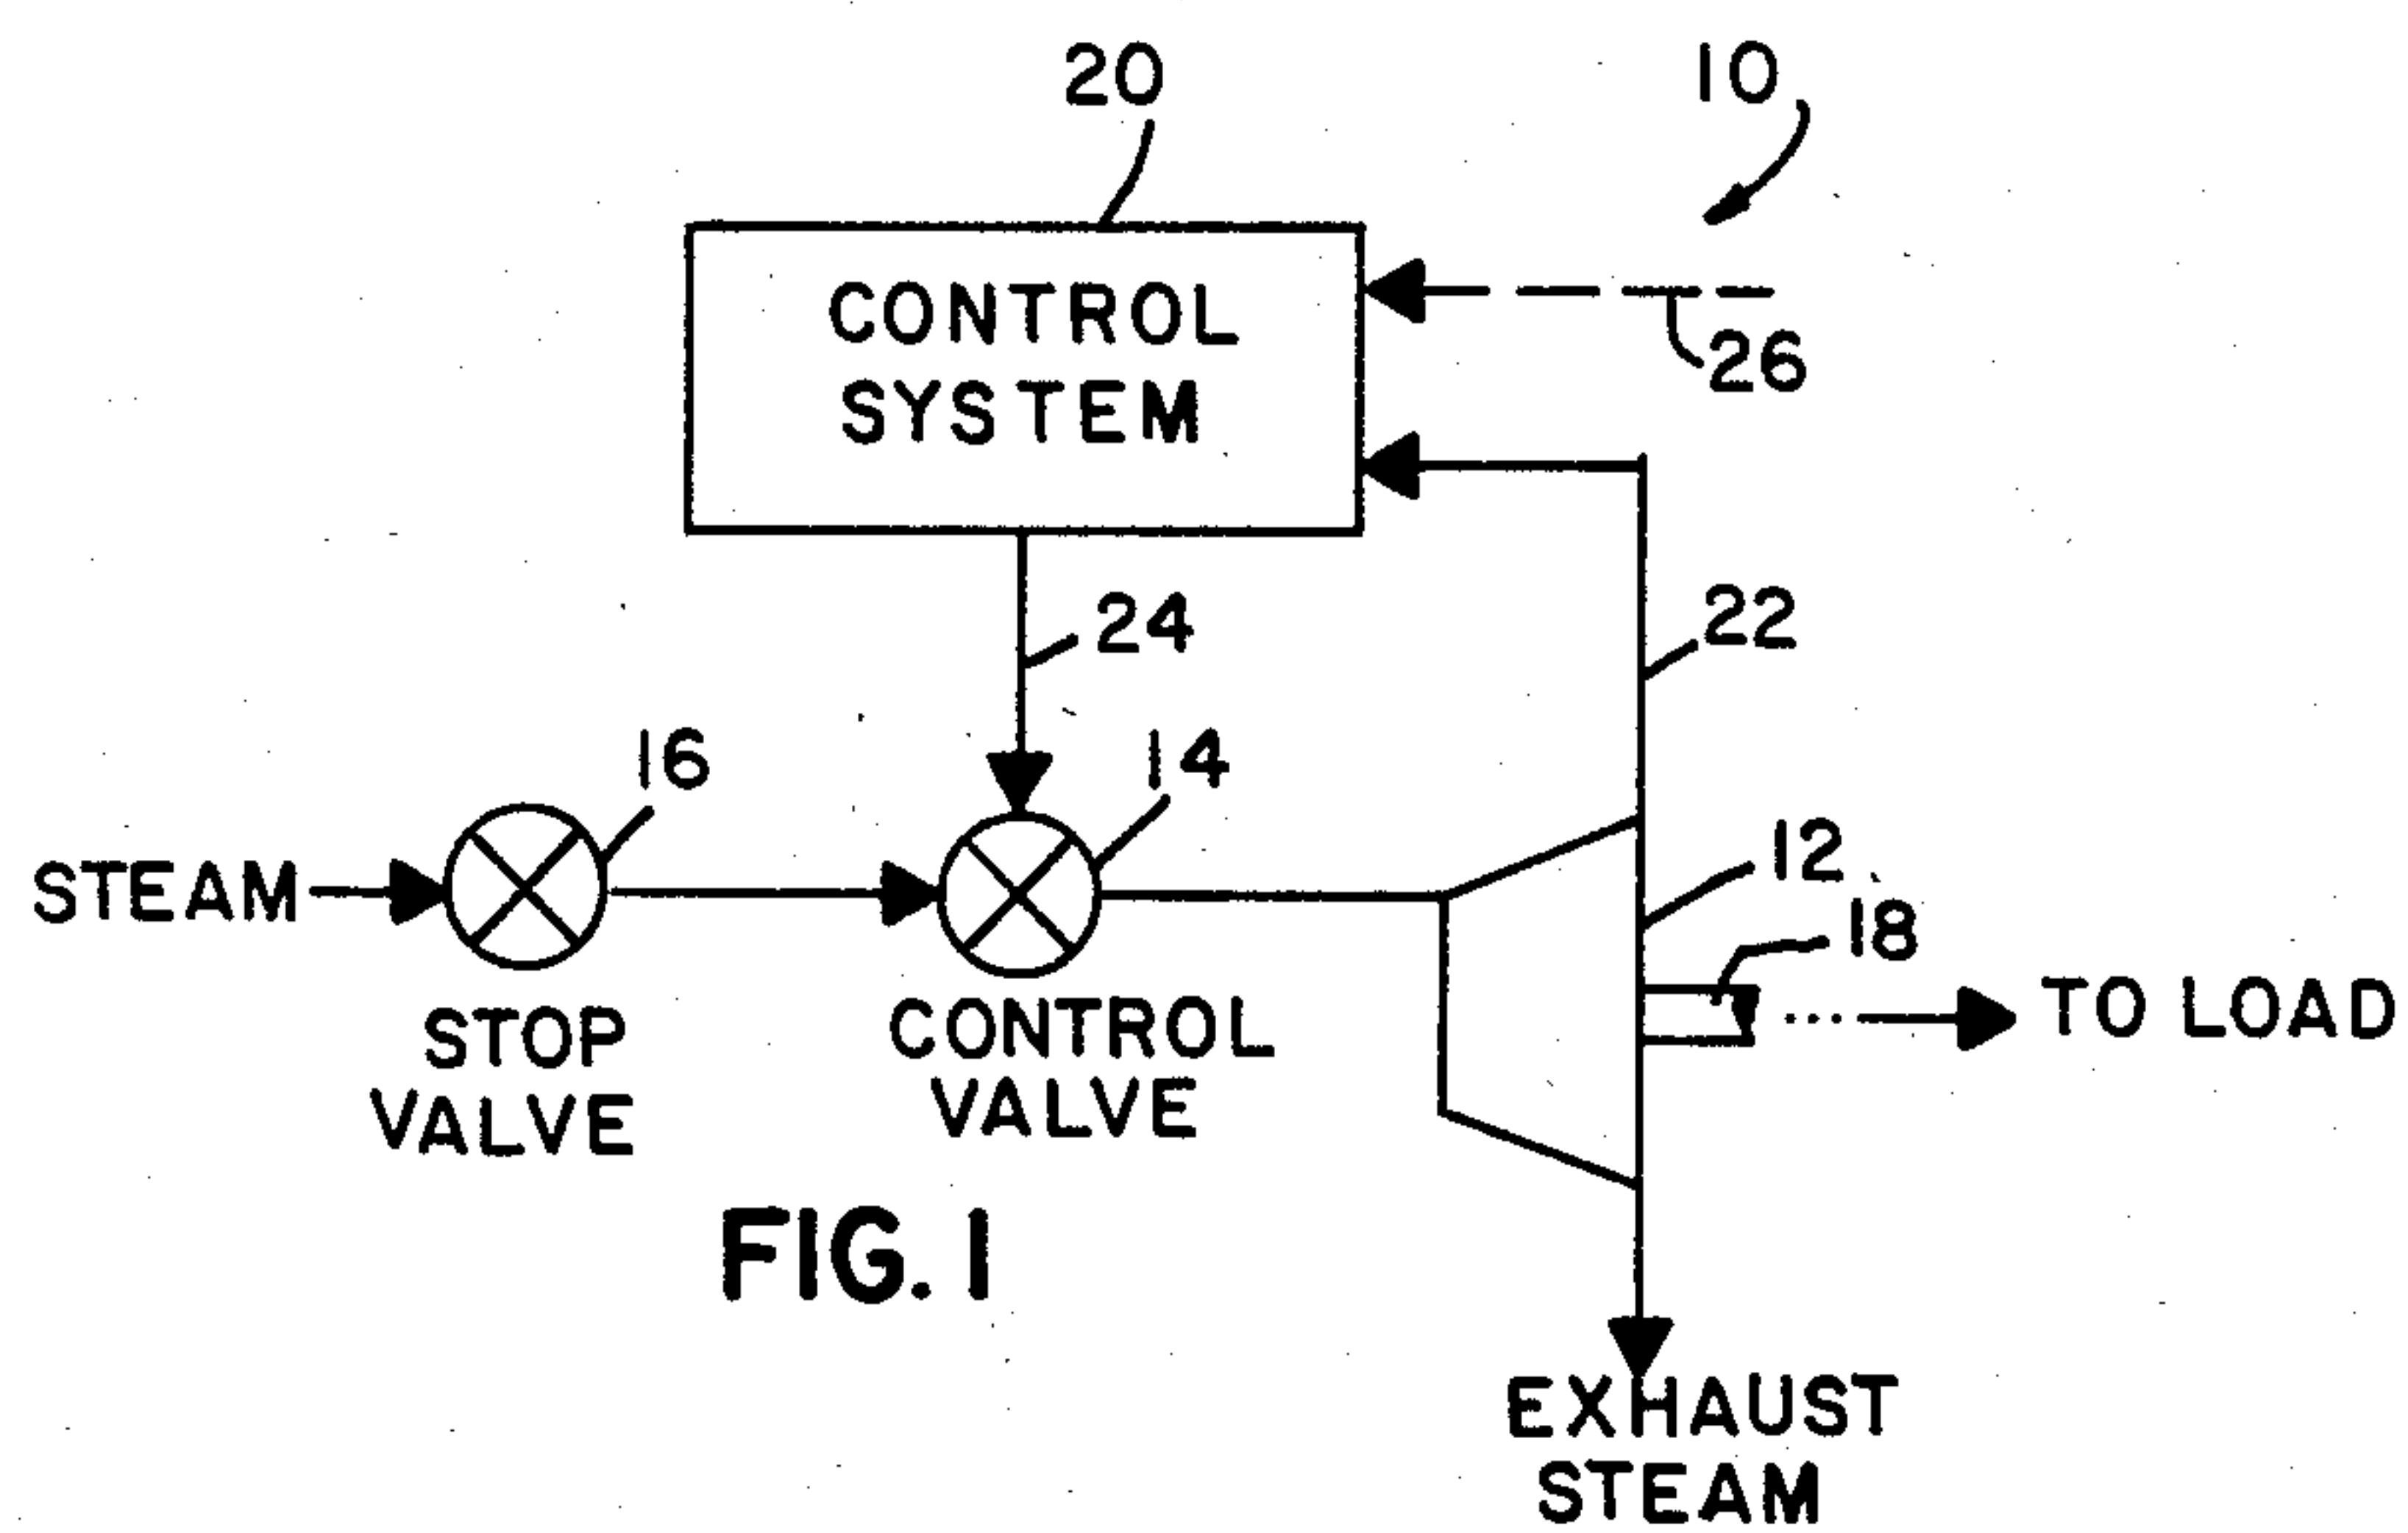 20
10
CONTROL
SYSTEM
26
24
22
16
14
12
18
STEAM
TO LOAD
STOP
VALVE
CONTROL
VALVE
FIG. 1
EXHAUST
STEAM